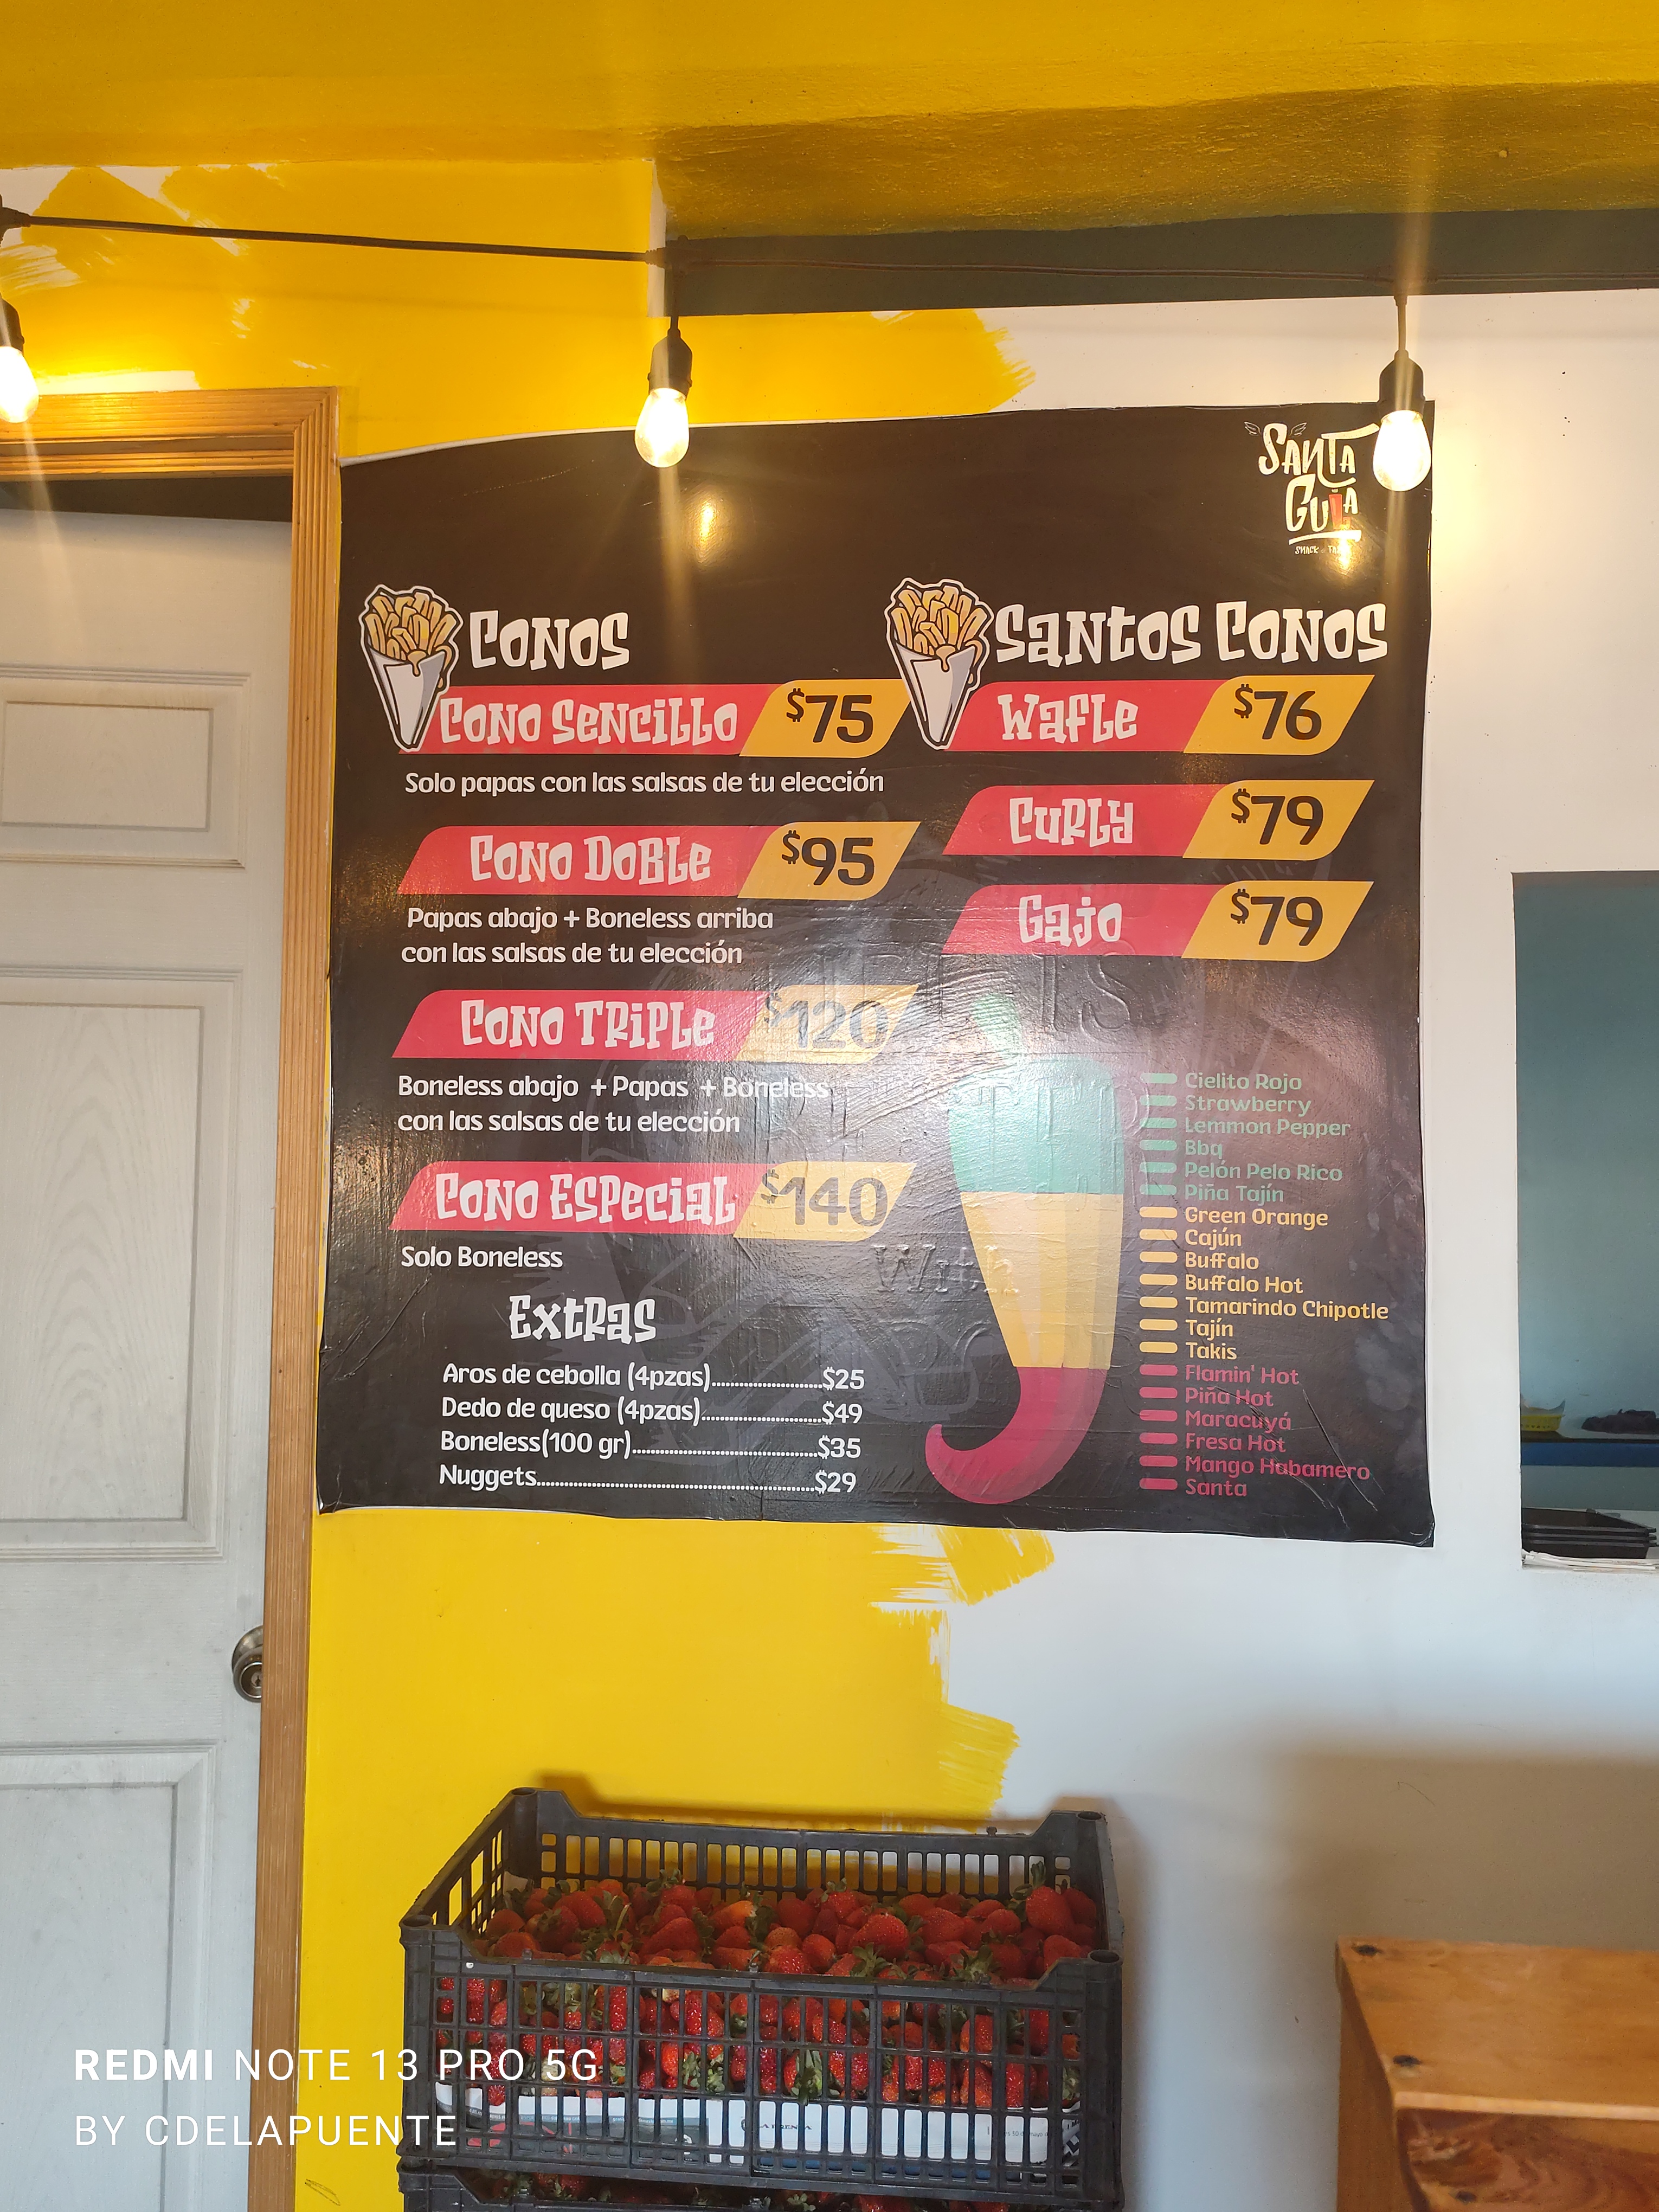 SANTA
GULA
CONOS
CONO SENCILLO $75
Solo papas con las salsas de tu elección
CONO DOBLE $95
Papas abajo + Boneless arriba
con las salsas de tu elección
CONO TRIPLE $120
Boneless abajo + Papas + Boneless
con las salsas de tu elección
CONO ESPECIAL $140
Solo Boneless
EXTRAS
Aros de cebolla (4pzas)......................$25
Dedo de queso (4pzas)........................$49
Boneless(100 gr).....................................$35
Nuggets.......................................................$29
SANTOS CONOS
WAFLE $76
CURLY $79
GAJO $79
Cielito Rojo
Strawberry
Lemmon Pepper
Bbq
Pelón Pelo Rico
Piña Tajín
Green Orange
Cajún
Buffalo
Buffalo Hot
Tamarindo Chipotle
Tajín
Takis
Flamin' Hot
Piña Hot
Maracuyá
Fresa Hot
Mango Habamero
Santa
REDMI NOTE 13 PRO 5G
BY CDELAPUENTE